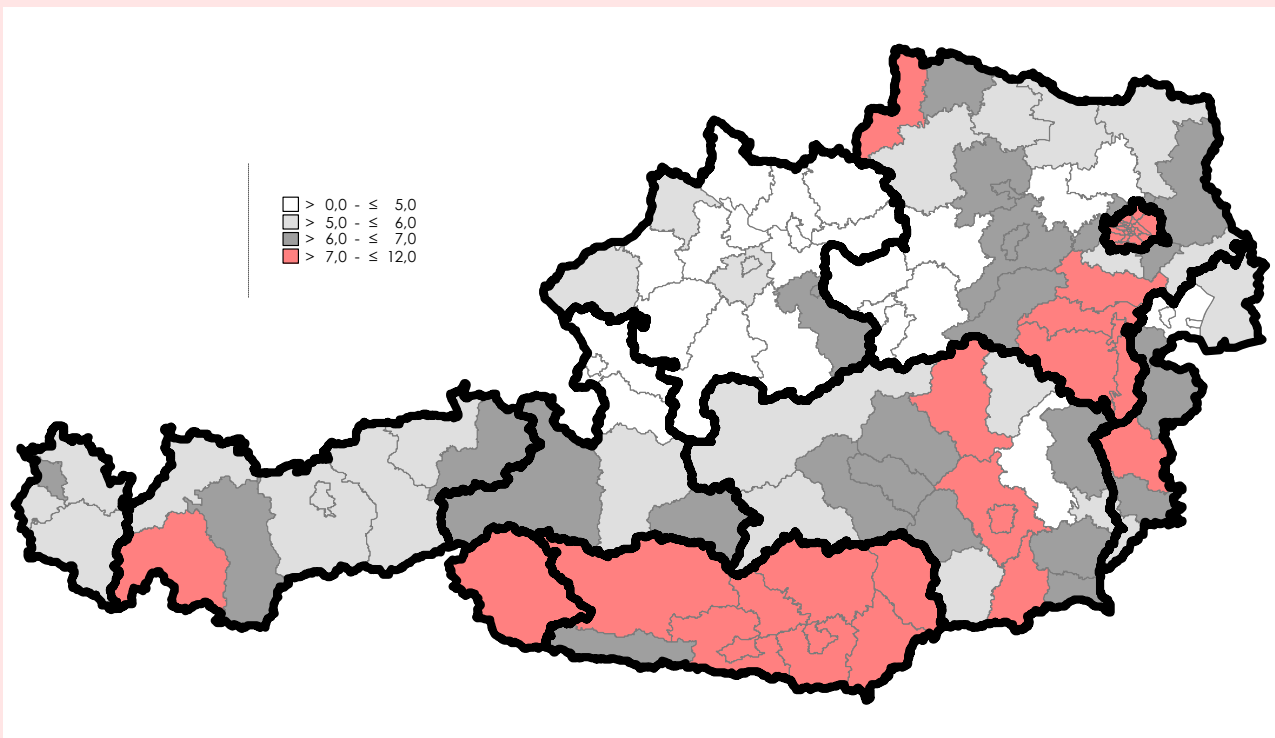 > 0,0 - ≤ 5,0
> 5,0 - ≤ 6,0
> 6,0 - ≤ 7,0
> 7,0 - ≤ 12,0